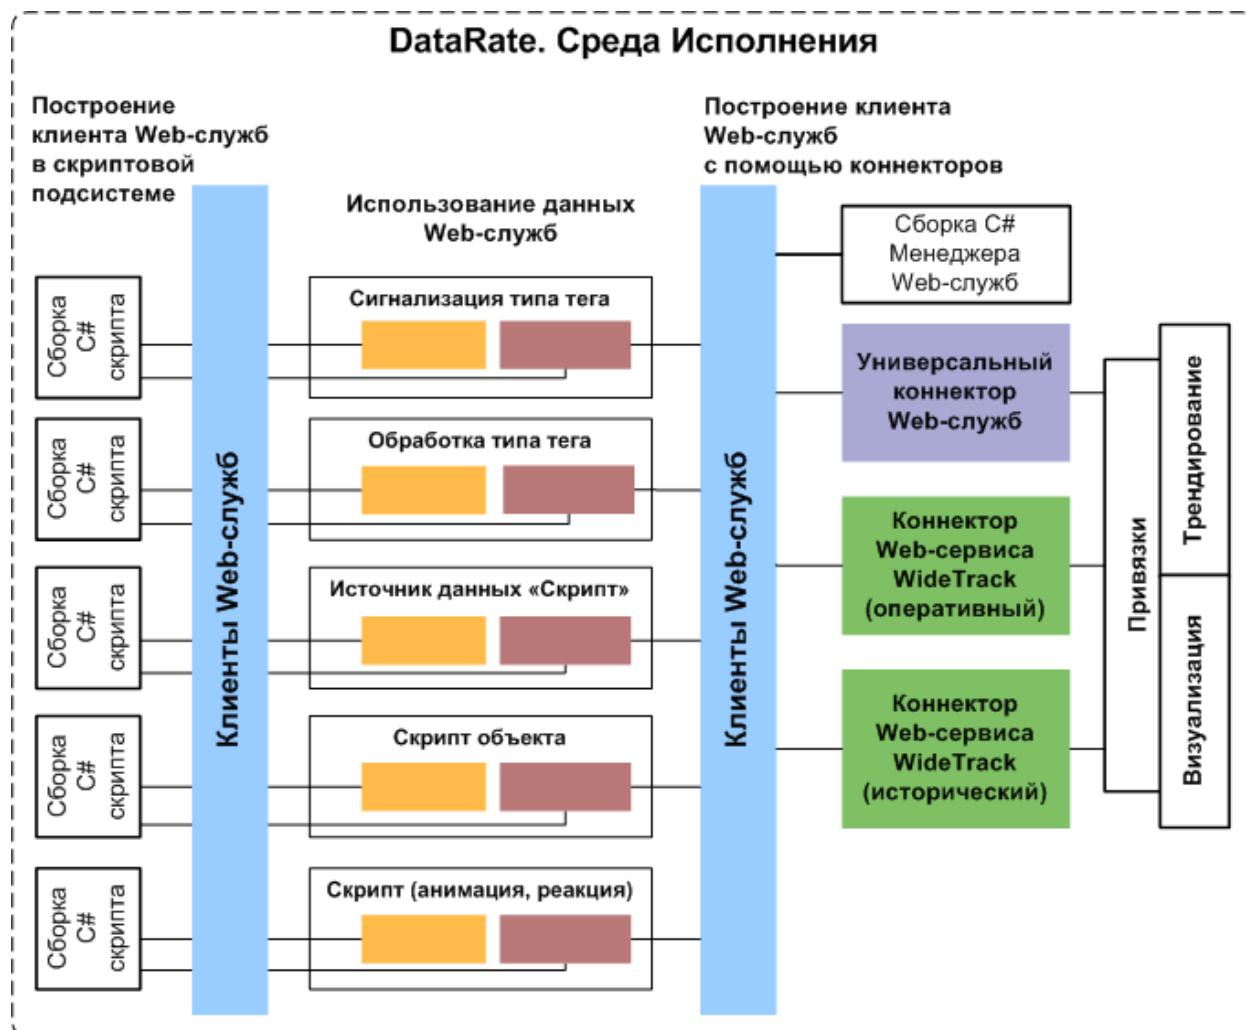 DataRate. Среда Исполнения
Построение
клиента Web-служб
в скриптовой
подсистеме
Использование данных
Web-служб
Построение клиента
Web-служб
с помощью коннекторов
Сборка
C#
скрипта
Сборка
C#
скрипта
Сборка
C#
скрипта
Сборка
C#
скрипта
Сборка
C#
скрипта
Клиенты Web-служб
Сигнализация типа тега
Обработка типа тега
Источник данных «Скрипт»
Скрипт объекта
Скрипт (анимация, реакция)
Клиенты Web-служб
Сборка C#
Менеджера
Web-служб
Универсальный
коннектор
Web-служб
Коннектор
Web-сервиса
WideTrack
(оперативный)
Коннектор
Web-сервиса
WideTrack
(исторический)
Привязки
Трендирование
Визуализация